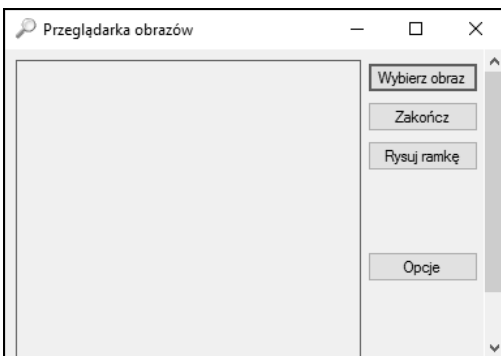 Przeglądarka obrazów
Wybierz obraz
Zakończ
Rysuj ramkę
Opcje